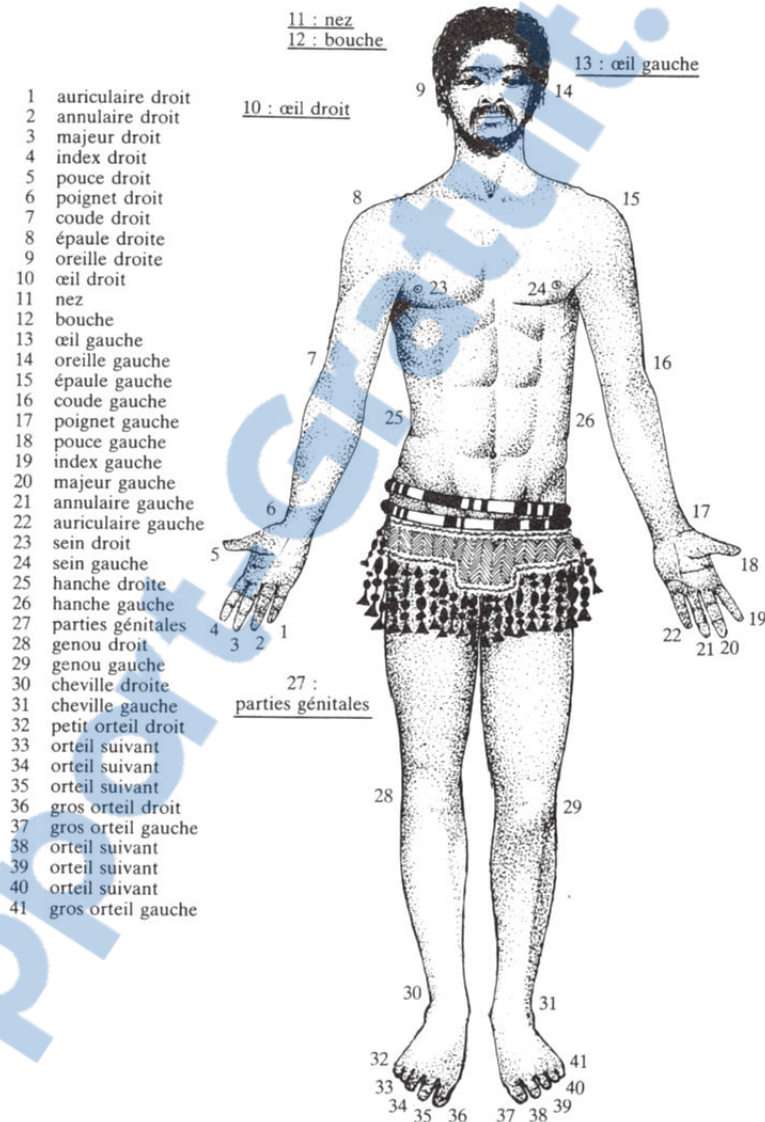 11 : nez
12 : bouche
13 : œil gauche
10 : œil droit
9
14
1 auriculaire droit
2 annulaire droit
3 majeur droit
4 index droit
5 pouce droit
6 poignet droit
7 coude droit
8 épaule droite
9 oreille droite
10 œil droit
11 nez
12 bouche
13 œil gauche
14 oreille gauche
15 épaule gauche
16 coude gauche
17 poignet gauche
18 pouce gauche
19 index gauche
20 majeur gauche
21 annulaire gauche
22 auriculaire gauche
23 sein droit
24 sein gauche
25 hanche droite
26 hanche gauche
27 parties génitales
28 genou droit
29 genou gauche
30 cheville droite
31 cheville gauche
32 petit orteil droit
33 orteil suivant
34 orteil suivant
35 orteil suivant
36 gros orteil droit
37 gros orteil gauche
38 orteil suivant
39 orteil suivant
40 orteil suivant
41 gros orteil gauche
8
15
23
24
7
16
25
26
6
17
5
18
4
3
2
1
22
21
20
19
27 :
parties génitales
28
29
30
31
32
33
34
35
36
37
38
39
40
41
pport-Gratuit.